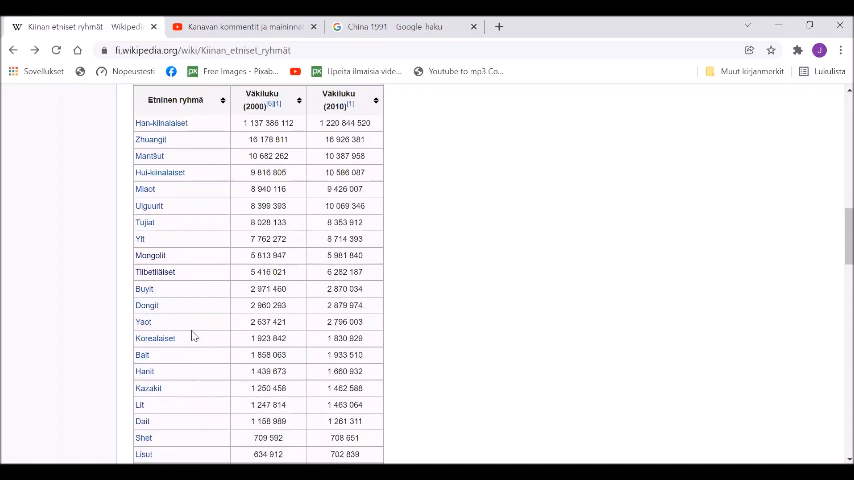 Kiinan etniset ryhmät - Wikipedi
Kanavan kommentit ja maininna
China 1991 - Google-haku
fi.wikipedia.org/wiki/Kiinan_etniset_ryhmät
J
Sovellukset
Nopeustesti
Free Images - Pixab...
Upeita ilmaisia vide...
Youtube to mp3 Co...
Muut kirjanmerkit
Lukulista
Etninen ryhmä Väkiluku (2000)[6][1] Väkiluku (2010)[1]
Han-kiinalaiset 1 137 386 112 1 220 844 520
Zhuangit 16 178 811 16 926 381
Mantšut 10 682 262 10 387 958
Hui-kiinalaiset 9 816 805 10 586 087
Miaot 8 940 116 9 426 007
Uiguurit 8 399 393 10 069 346
Tujiat 8 028 133 8 353 912
Yit 7 762 272 8 714 393
Mongolit 5 813 947 5 981 840
Tiibetiläiset 5 416 021 6 282 187
Buyit 2 971 460 2 870 034
Dongit 2 960 293 2 879 974
Yaot 2 637 421 2 796 003
Korealaiset 1 923 842 1 830 929
Bait 1 858 063 1 933 510
Hanit 1 439 673 1 660 932
Kazakit 1 250 458 1 462 588
Lit 1 247 814 1 463 064
Dait 1 158 989 1 261 311
Shet 709 592 708 651
Lisut 634 912 702 839